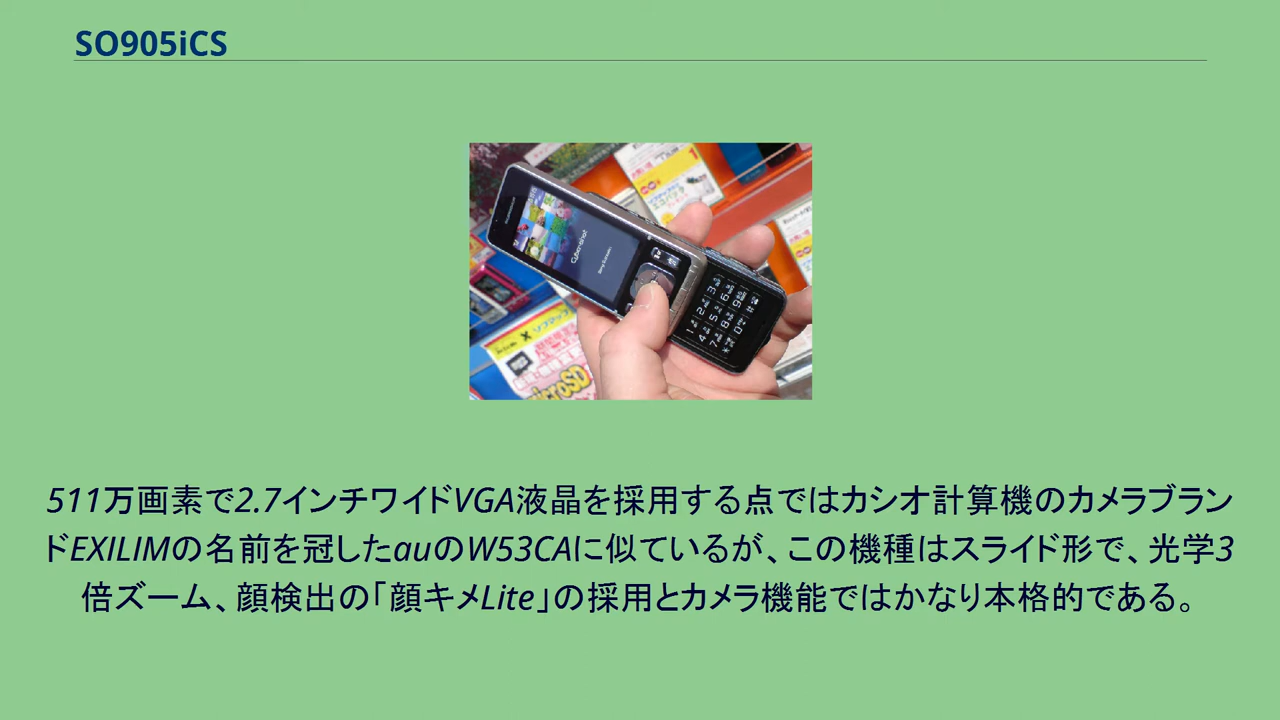 SO905iCS
Cyber-shot
Sony Ericsson
microSD
511万画素で2.7インチワイドVGA液晶を採用する点ではカシオ計算機のカメラブラン
ドEXILIMの名前を冠したauのW53CAに似ているが、この機種はスライド形で、光学3
倍ズーム、顔検出の「顔キメLite」の採用とカメラ機能ではかなり本格的である。